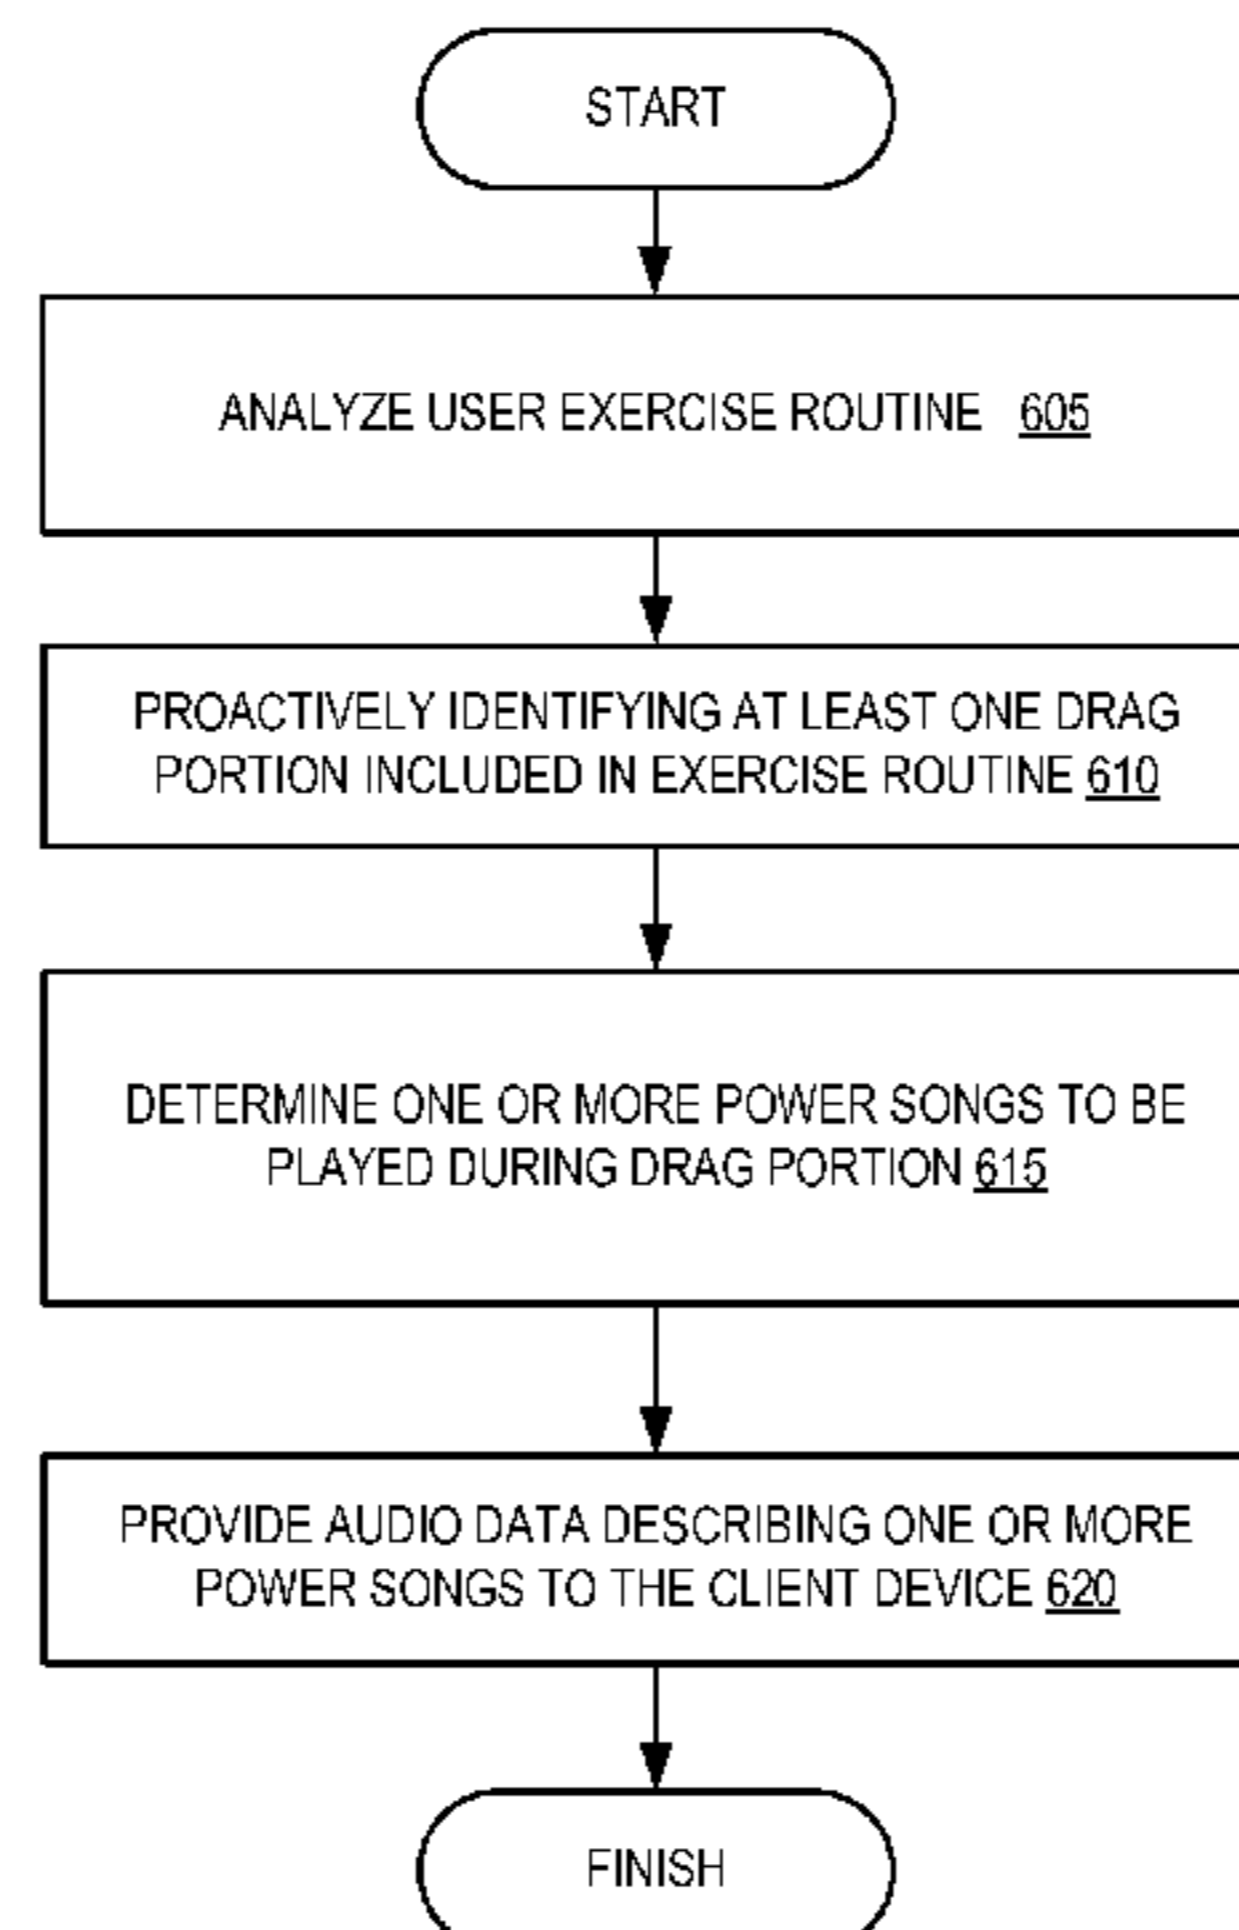 START
ANALYZE USER EXERCISE ROUTINE 605
PROACTIVELY IDENTIFYING AT LEAST ONE DRAG
PORTION INCLUDED IN EXERCISE ROUTINE 610
DETERMINE ONE OR MORE POWER SONGS TO BE
PLAYED DURING DRAG PORTION 615
PROVIDE AUDIO DATA DESCRIBING ONE OR MORE
POWER SONGS TO THE CLIENT DEVICE 620
FINISH